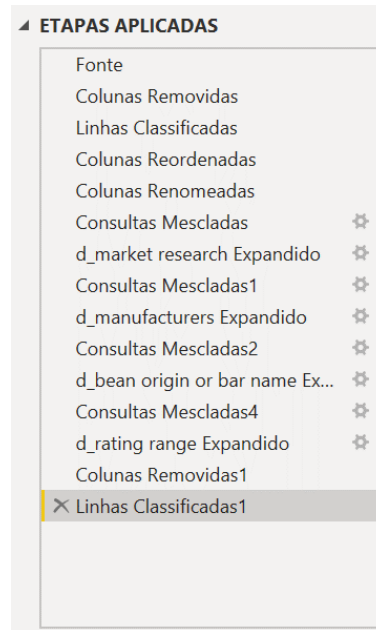 ETAPAS APLICADAS
Fonte
Colunas Removidas
Linhas Classificadas
Colunas Reordenadas
Colunas Renomeadas
Consultas Mescladas
d_market research Expandido
Consultas Mescladas1
d_manufacturers Expandido
Consultas Mescladas2
d_bean origin or bar name Ex...
Consultas Mescladas4
d_rating range Expandido
Colunas Removidas1
Linhas Classificadas1